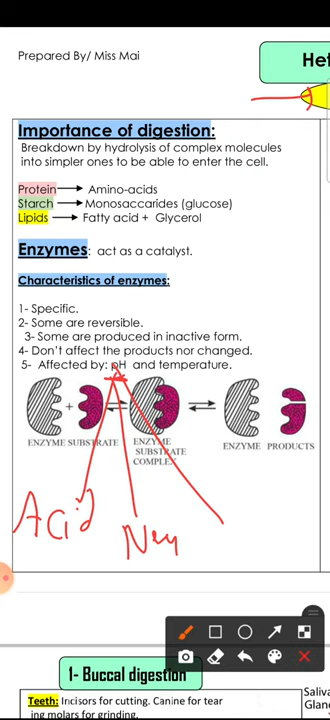 Prepared By/ Miss Mai
Importance of digestion:
Breakdown by hydrolysis of complex molecules
into simpler ones to be able to enter the cell.
Protein Amino-acids
Starch Monosaccarides (glucose)
Lipids Fatty acid + Glycerol
Enzymes: act as a catalyst.
Characteristics of enzymes:
1- Specific.
2- Some are reversible.
3- Some are produced in inactive form.
4- Don't affect the products nor changed.
5- Affected by: pH and temperature.
+
ENZYME SUBSTRATE
ENZYME
SUBSTRATE
COMPLEX
ENZYME PRODUCTS
Acid
1- Buccal digestion
Teeth: Incisors for cutting. Canine for tear
ing molars for grinding.